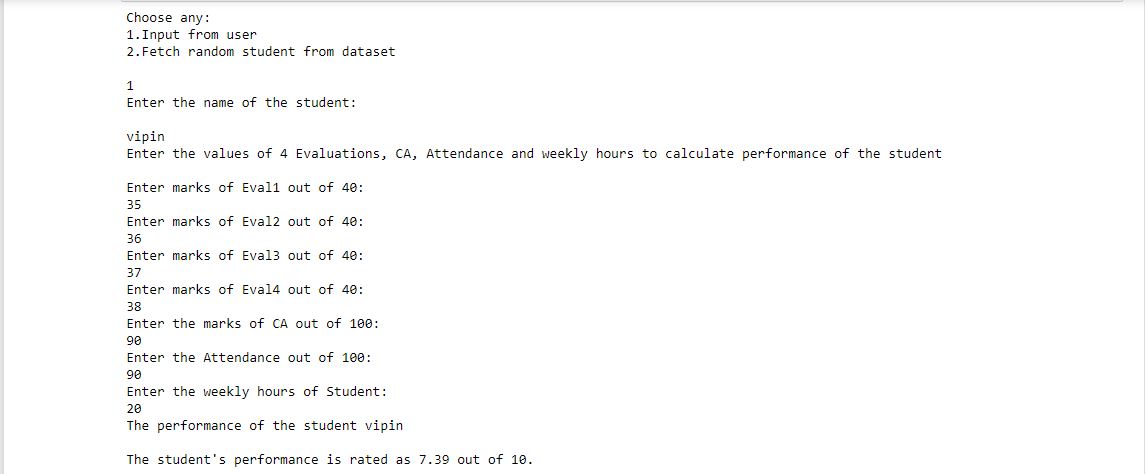 Choose any:
1.Input from user
2.Fetch random student from dataset
1
Enter the name of the student:
vipin
Enter the values of 4 Evaluations, CA, Attendance and weekly hours to calculate performance of the student
Enter marks of Eval1 out of 40:
35
Enter marks of Eval2 out of 40:
36
Enter marks of Eval3 out of 40:
37
Enter marks of Eval4 out of 40:
38
Enter the marks of CA out of 100:
90
Enter the Attendance out of 100:
90
Enter the weekly hours of Student:
20
The performance of the student vipin
The student's performance is rated as 7.39 out of 10.